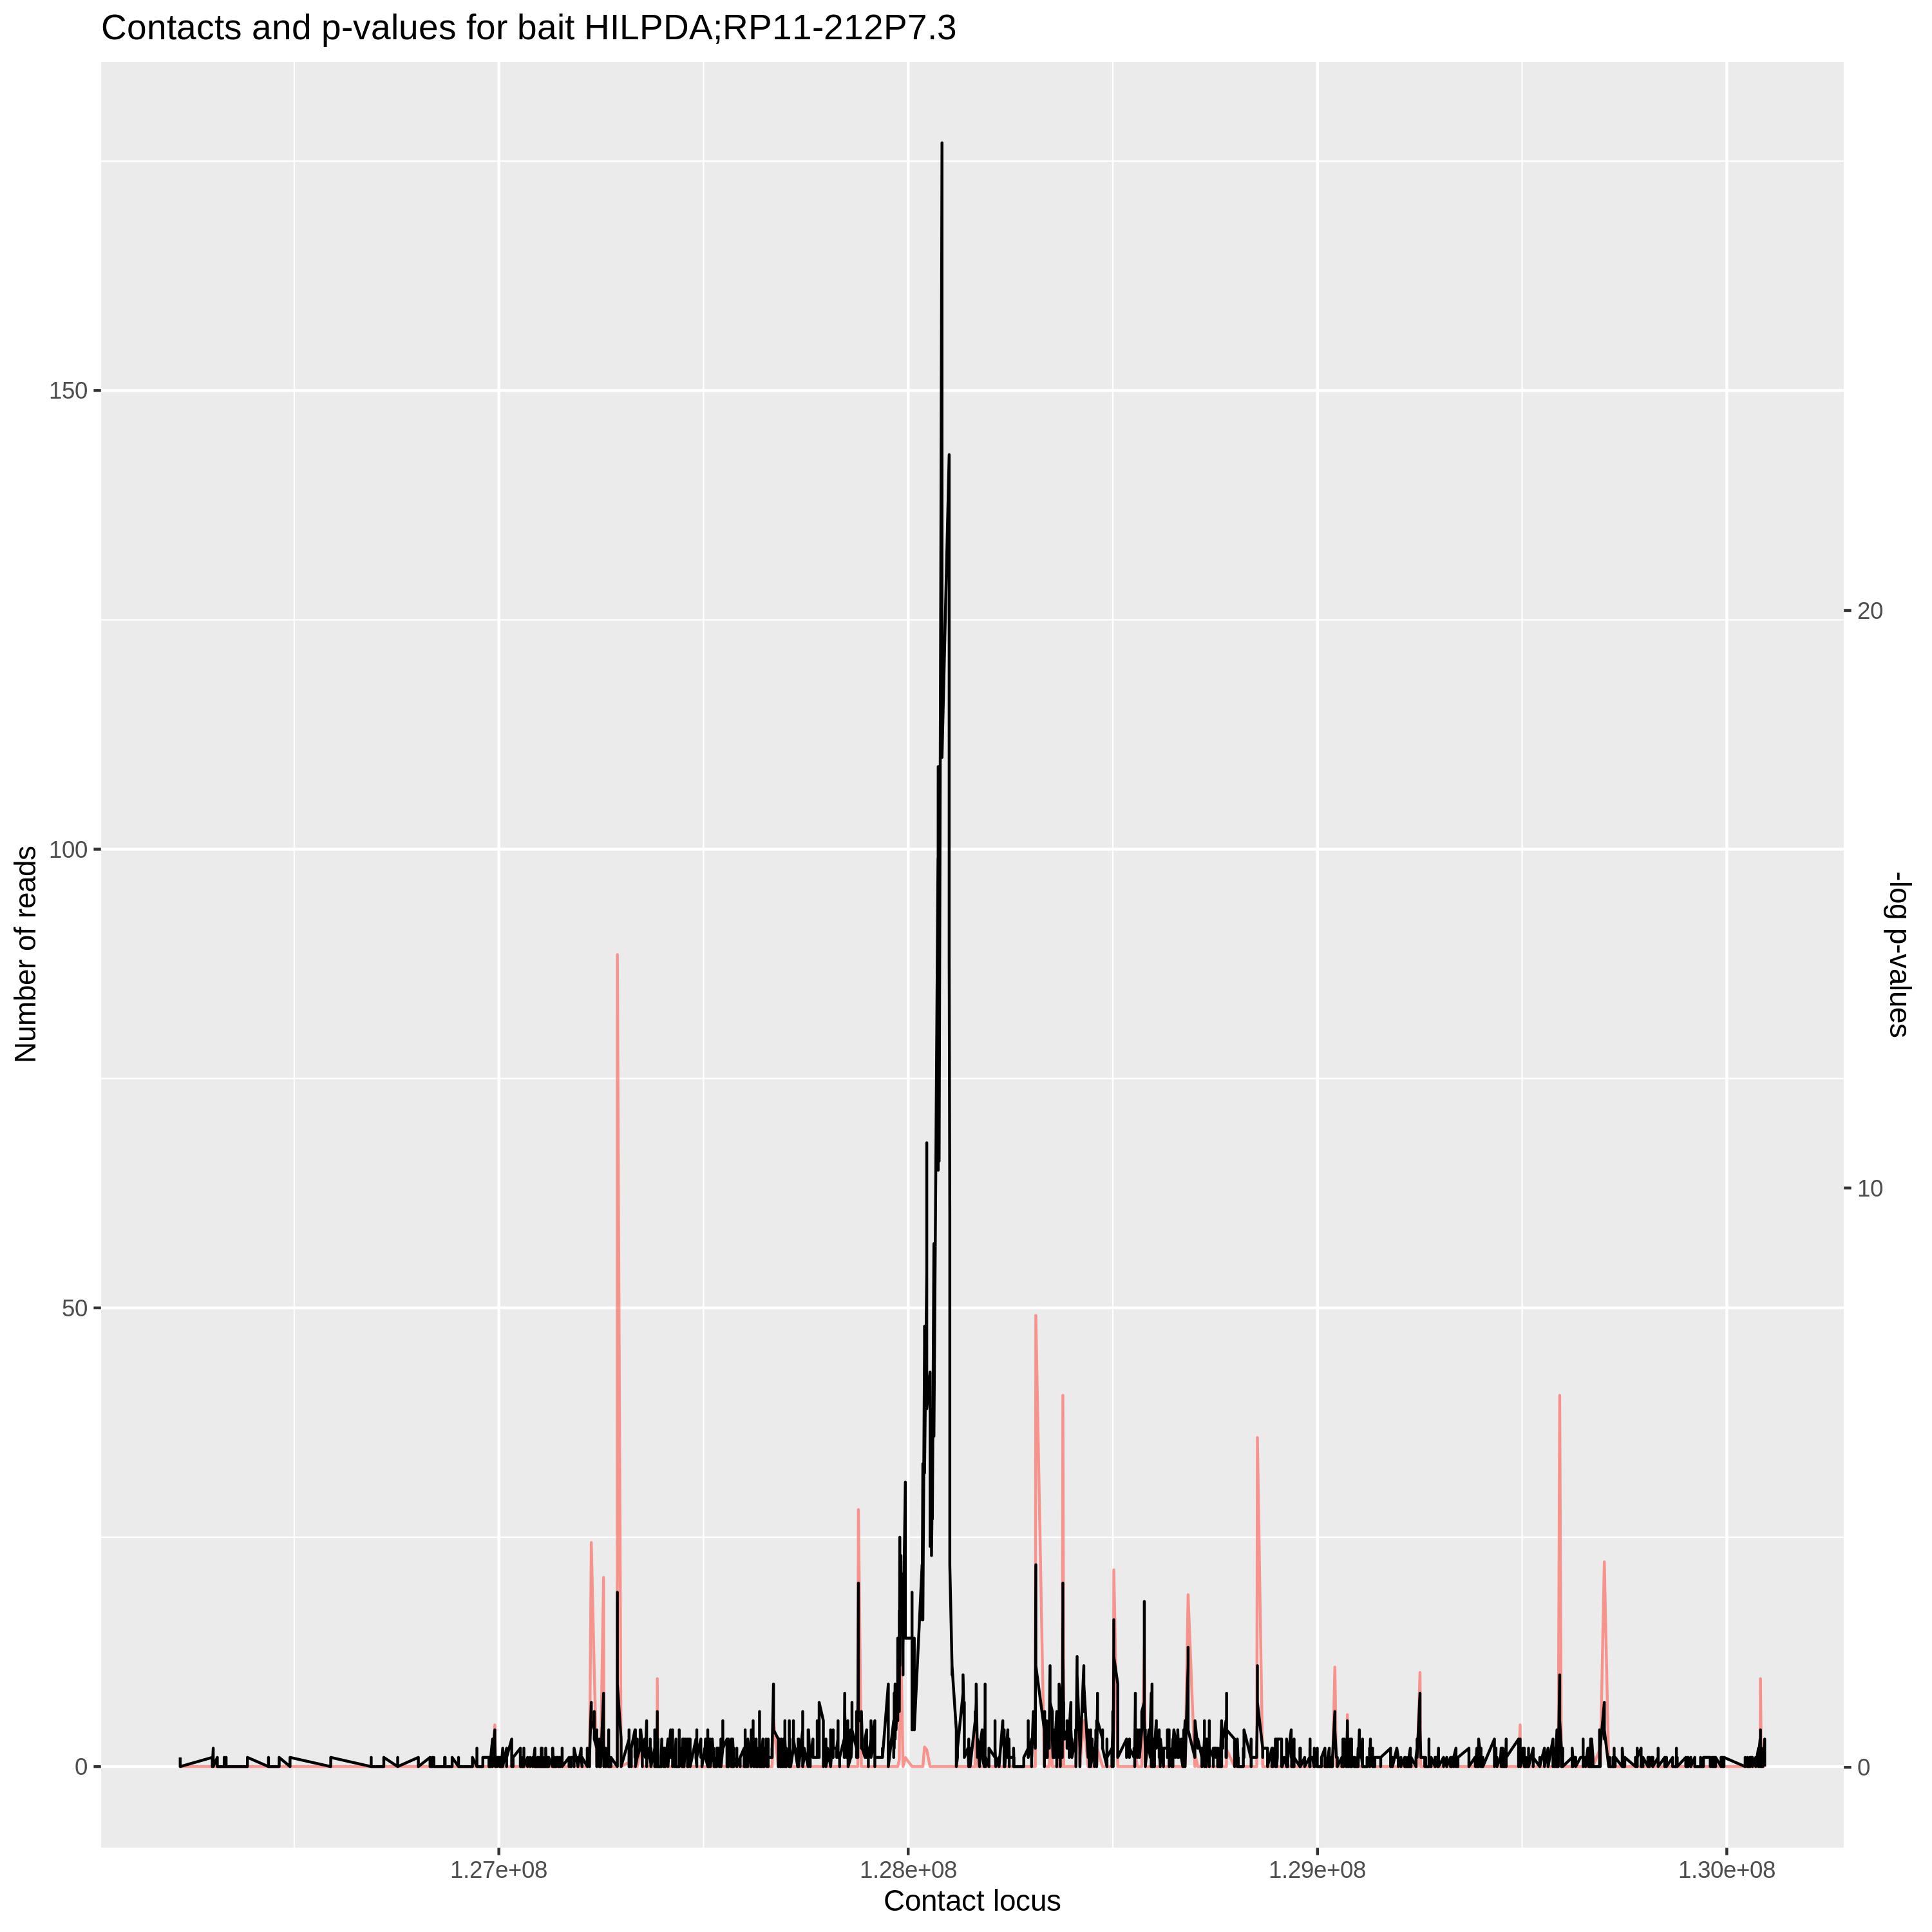 Contacts and p-values for bait HILPDA;RP11-212P7.3
150
100
50
0
20
10
0
Number of reads
-log p-values
1.27e+08
1.28e+08
1.29e+08
1.30e+08
Contact locus